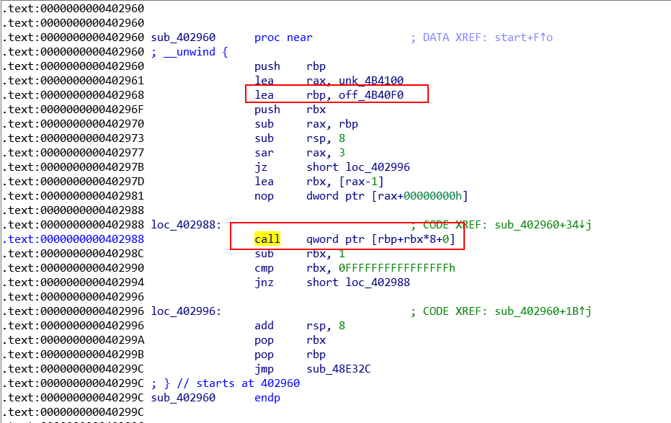 .text:0000000000402960
.text:0000000000402960
.text:0000000000402960 sub_402960 proc near ; DATA XREF: start+F↑o
.text:0000000000402960 ; __unwind {
.text:0000000000402960 push rbp
.text:0000000000402961 lea rax, unk_4B4100
.text:0000000000402968 lea rbp, off_4B40F0
.text:000000000040296F push rbx
.text:0000000000402970 sub rax, rbp
.text:0000000000402973 sub rsp, 8
.text:0000000000402977 sar rax, 3
.text:000000000040297B jz short loc_402996
.text:000000000040297D lea rbx, [rax-1]
.text:0000000000402981 nop dword ptr [rax+00000000h]
.text:0000000000402988
.text:0000000000402988 loc_402988: ; CODE XREF: sub_402960+34↓j
.text:0000000000402988 call qword ptr [rbp+rbx*8+0]
.text:000000000040298C sub rbx, 1
.text:0000000000402990 cmp rbx, 0FFFFFFFFFFFFFFFFh
.text:0000000000402994 jnz short loc_402988
.text:0000000000402996
.text:0000000000402996 loc_402996: ; CODE XREF: sub_402960+1B↑j
.text:0000000000402996 add rsp, 8
.text:000000000040299A pop rbx
.text:000000000040299B pop rbp
.text:000000000040299C jmp sub_48E32C
.text:000000000040299C ; } // starts at 402960
.text:000000000040299C sub_402960 endp
.text:000000000040299C